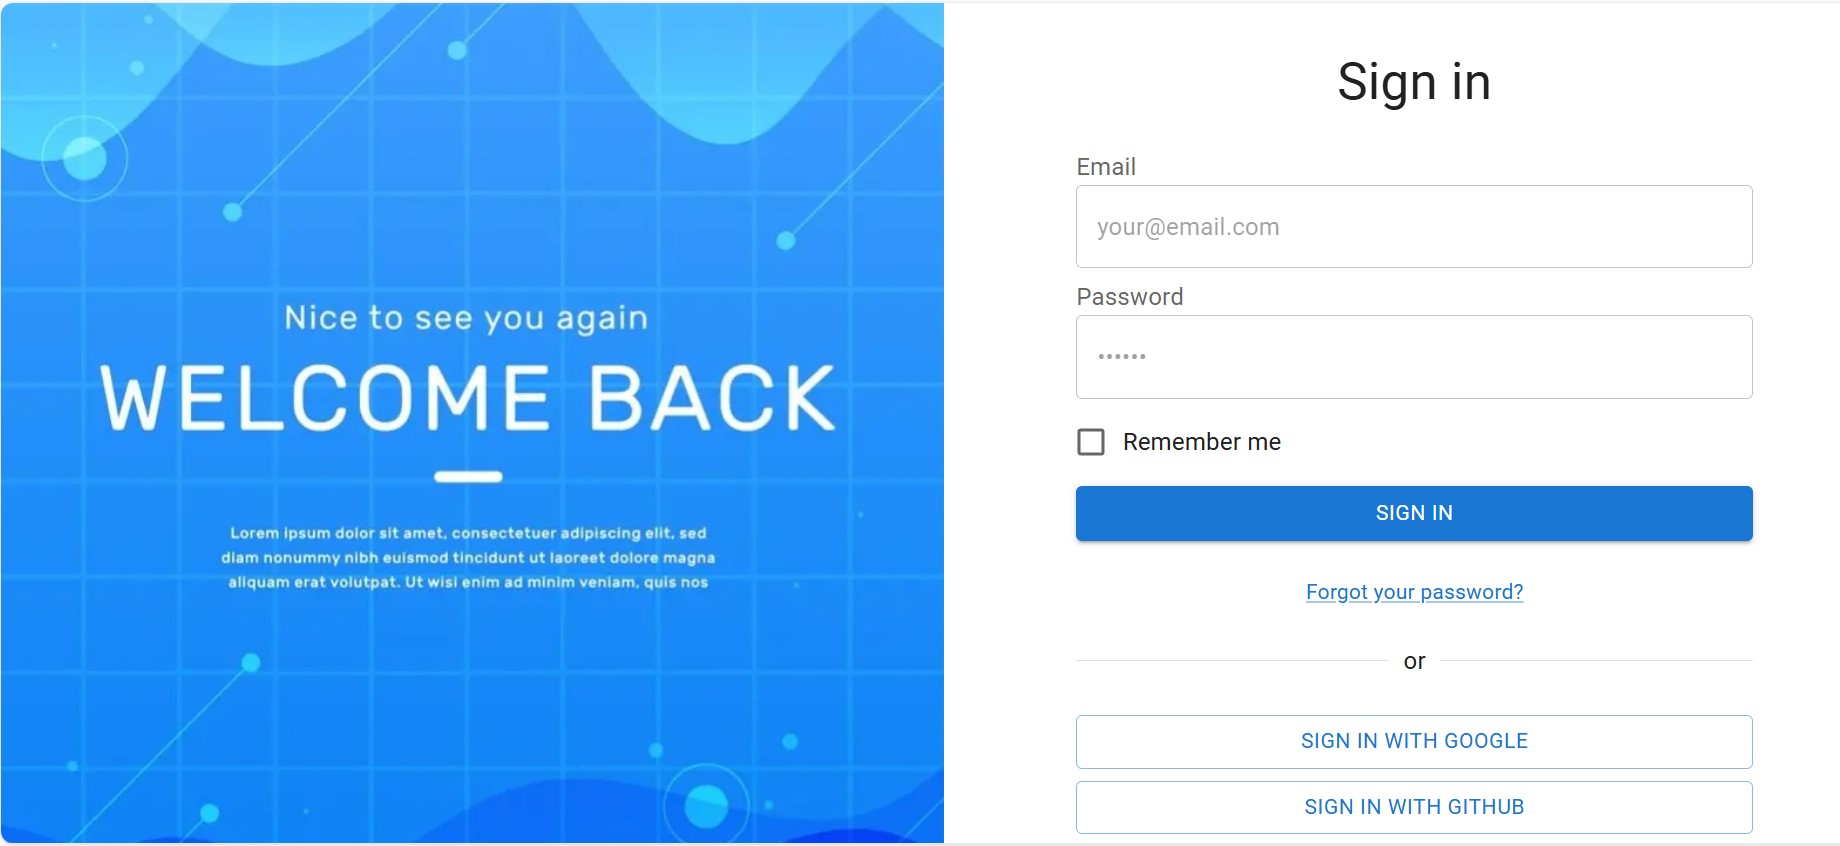 Nice to see you again
WELCOME BACK
Lorem ipsum dolor sit amet, consectetuer adipiscing elit, sed
diam nonummy nibh euismod tincidunt ut laoreet dolore magna
aliquam erat volutpat. Ut wisi enim ad minim veniam, quis nos
Sign in
Email
your@email.com
Password
••••••
Remember me
SIGN IN
Forgot your password?
or
SIGN IN WITH GOOGLE
SIGN IN WITH GITHUB